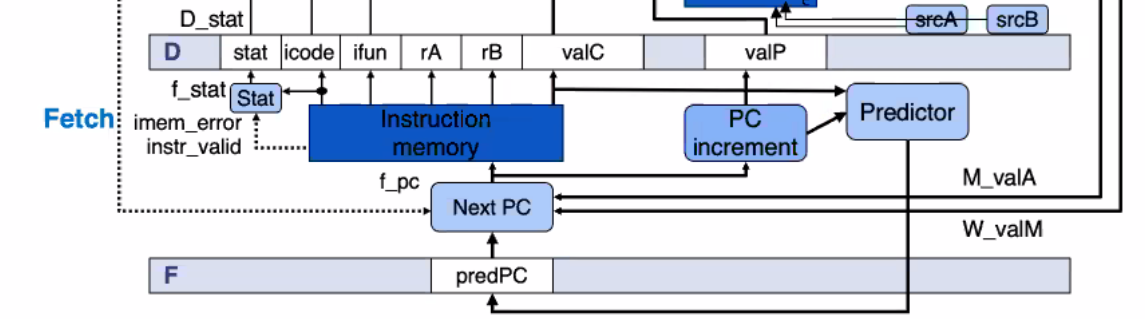 D_stat
srcA
srcB
D
stat
icode
ifun
rA
rB
valC
valP
f_stat
Stat
Fetch
imem_error
instr_valid
Instruction
memory
PC
increment
Predictor
f_pc
M_valA
Next PC
W_valM
F
predPC